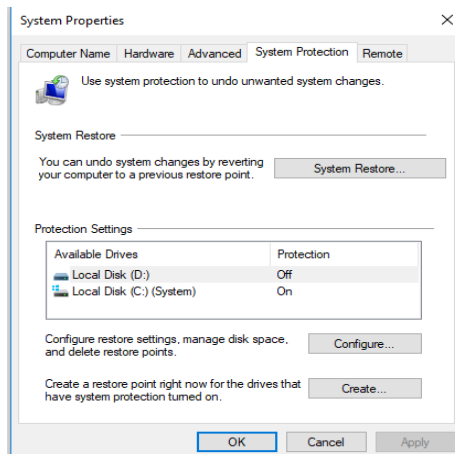 System Properties
Computer Name Hardware Advanced System Protection Remote
Use system protection to undo unwanted system changes.
System Restore
You can undo system changes by reverting
your computer to a previous restore point.
System Restore...
Protection Settings
Available Drives Protection
Local Disk (D:) Off
Local Disk (C:) (System) On
Configure restore settings, manage disk space,
and delete restore points.
Configure...
Create a restore point right now for the drives that
have system protection turned on.
Create...
OK Cancel Apply